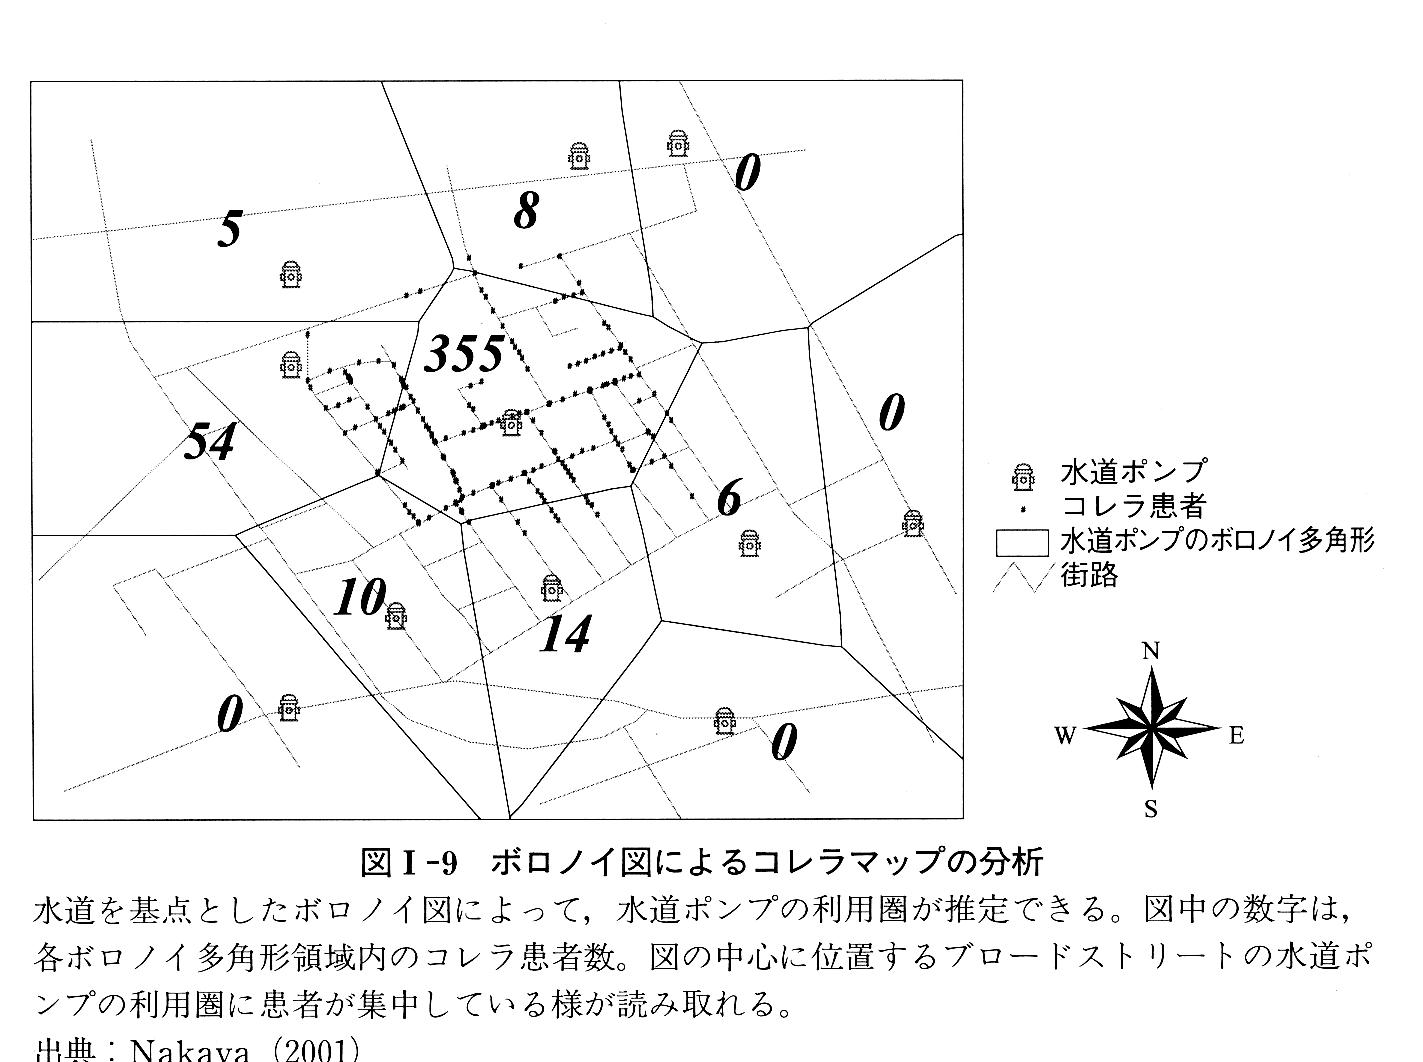 5
8
0
355
0
54
6
10
14
0
0
水道ポンプ
コレラ患者
水道ポンプのボロノイ多角形
街路
N
W
E
S
図I-9 ボロノイ図によるコレラマップの分析
水道を基点としたボロノイ図によって，水道ポンプの利用圏が推定できる。図中の数字は，
各ボロノイ多角形領域内のコレラ患者数。図の中心に位置するブロードストリートの水道ポ
ンプの利用圏に患者が集中している様が読み取れる。
出典：Nakaya（2001）